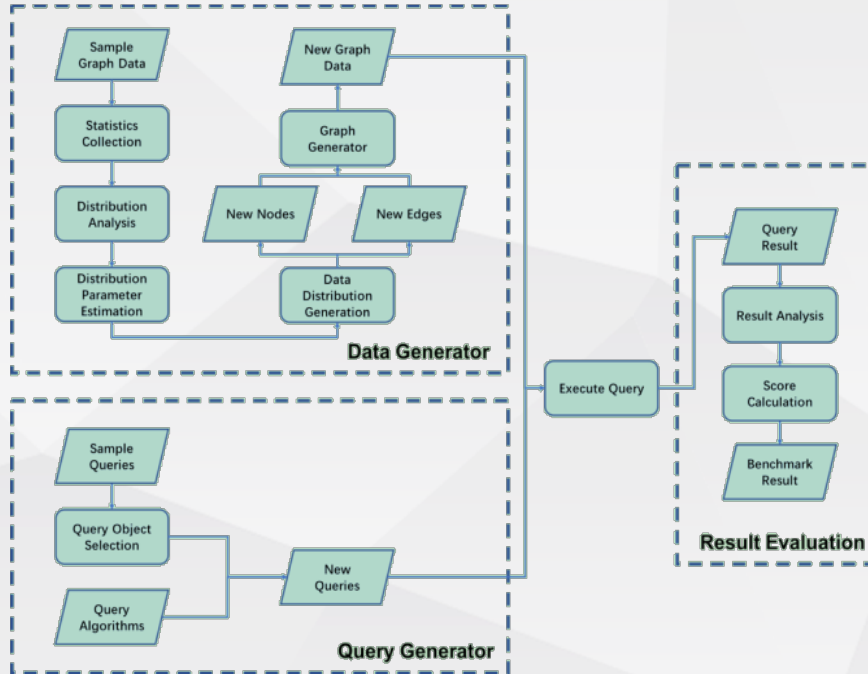 Sample
Graph Data
Statistics
Collection
Distribution
Analysis
Distribution
Parameter
Estimation
New Graph
Data
Graph
Generator
New Nodes
New Edges
Data
Distribution
Generation
Data Generator
Sample
Queries
Query Object
Selection
Query
Algorithms
New
Queries
Query Generator
Execute Query
Query
Result
Result Analysis
Score
Calculation
Benchmark
Result
Result Evaluation